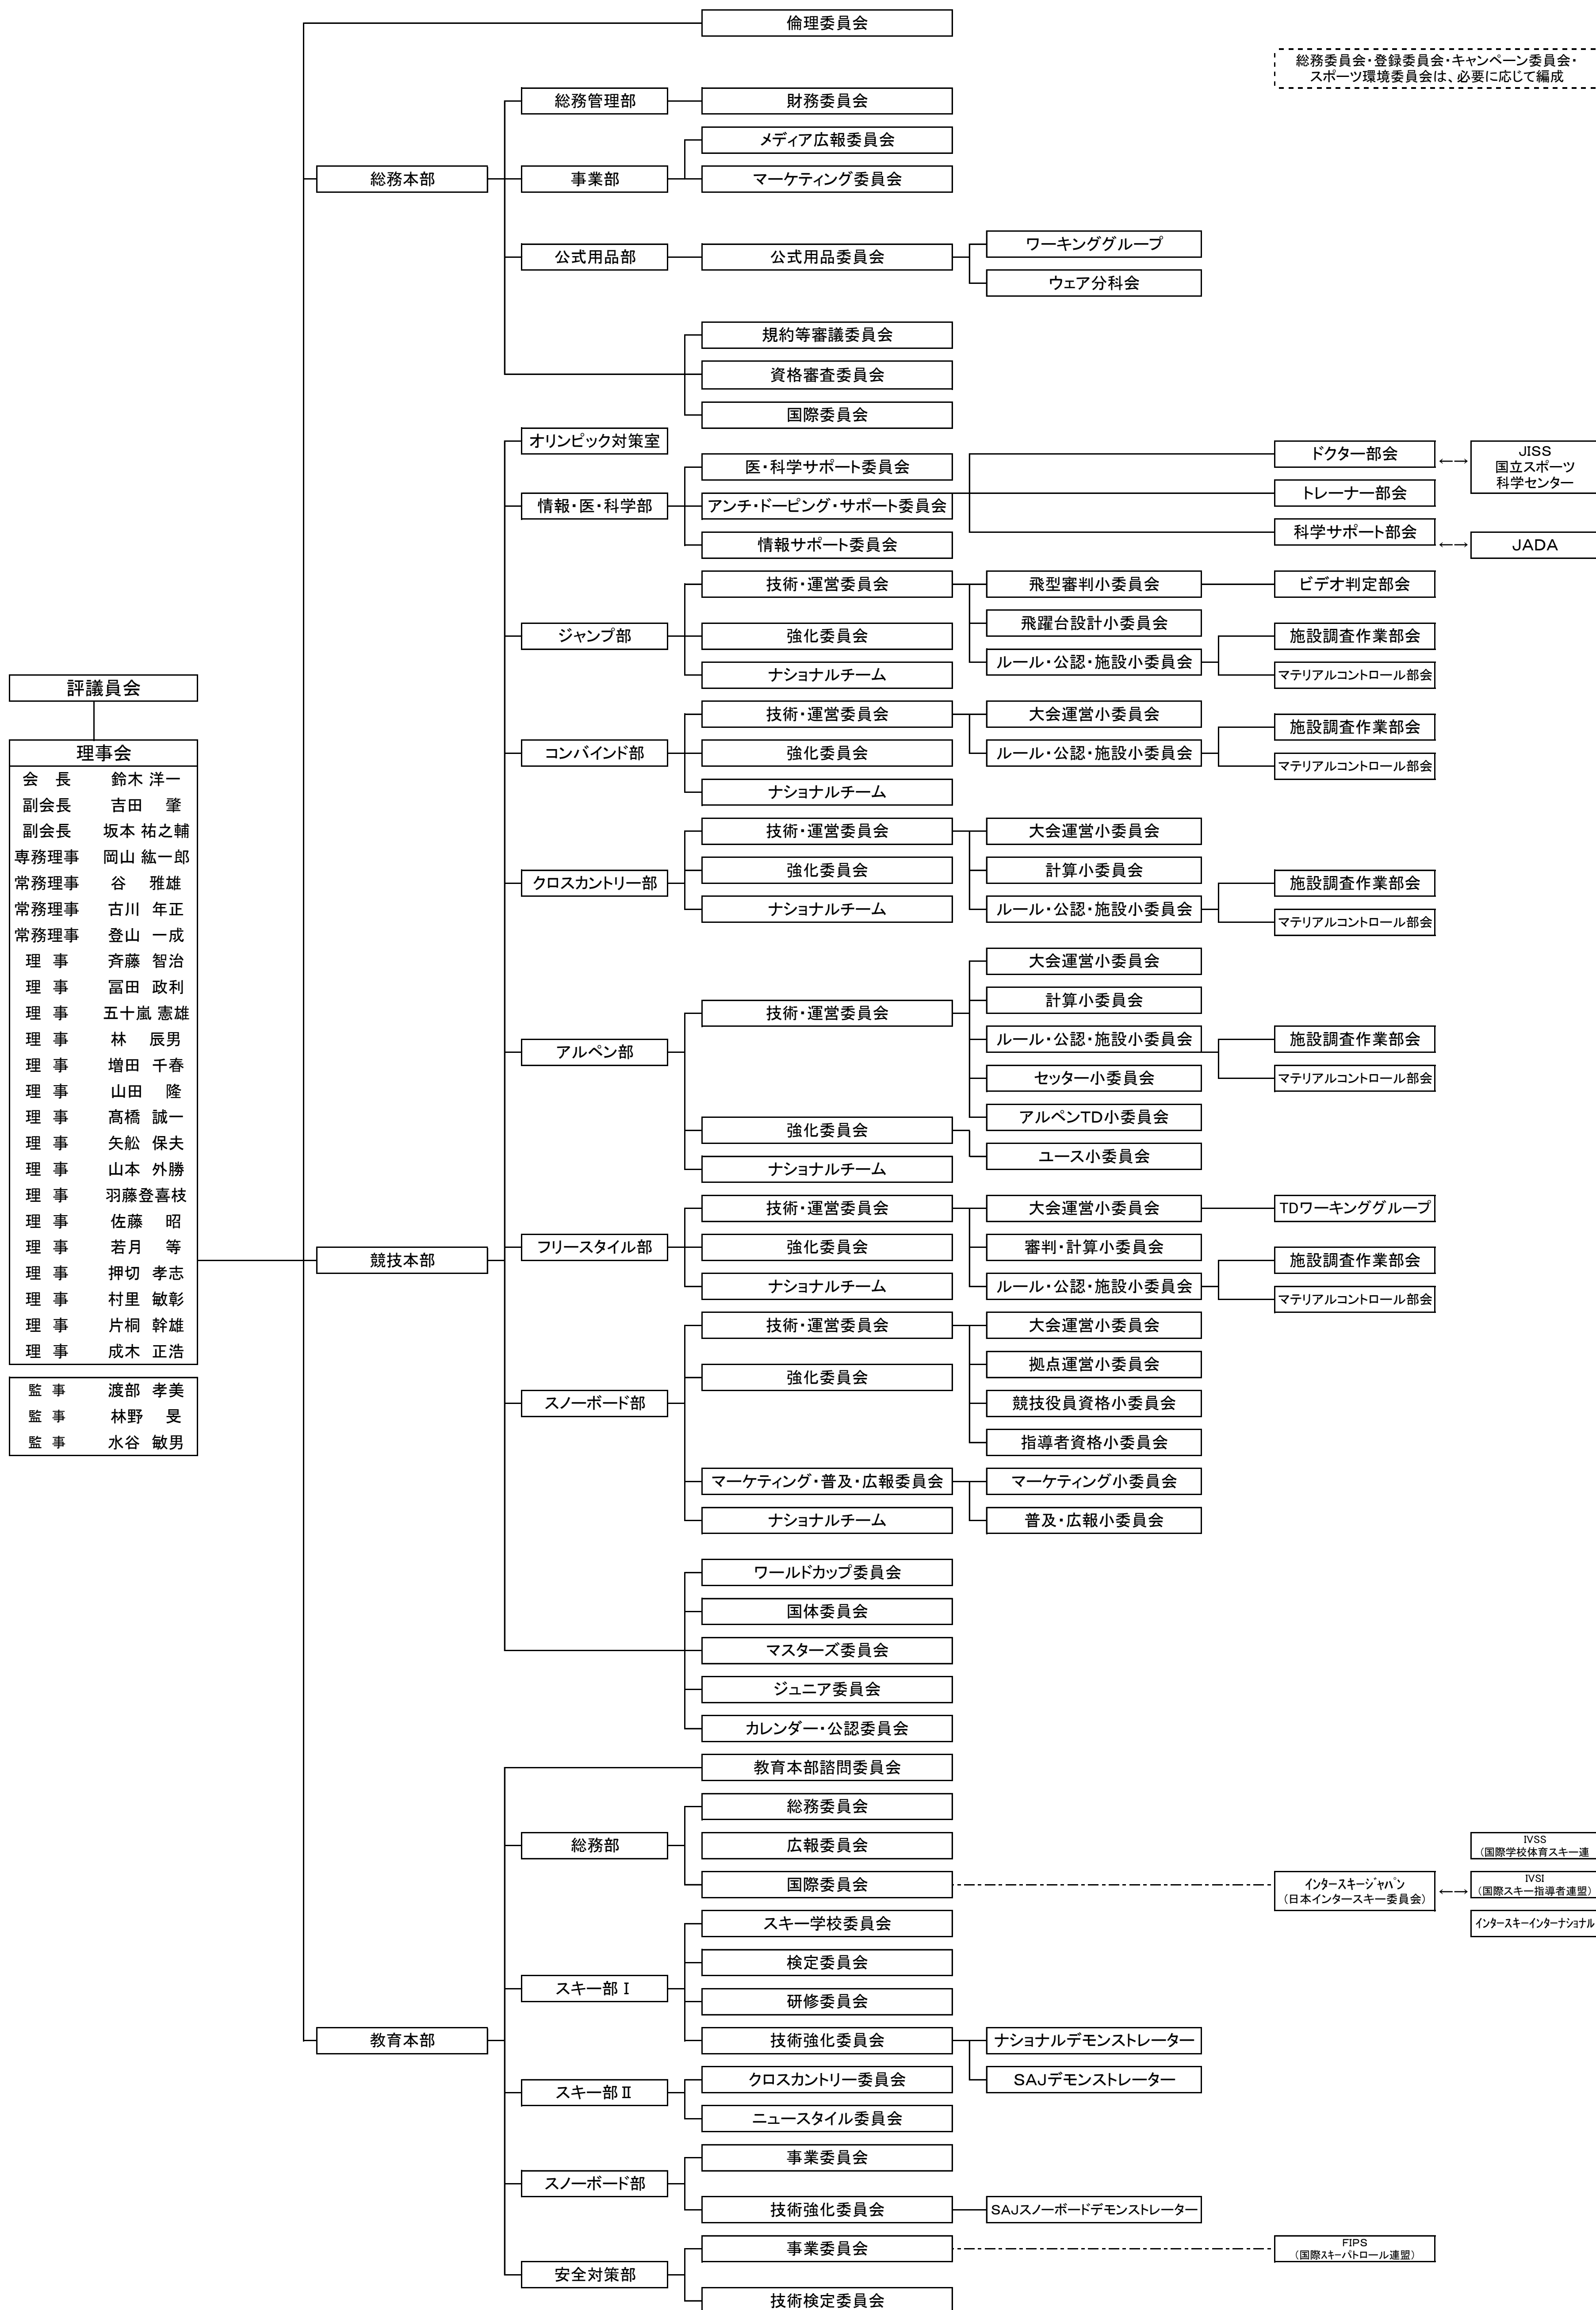 倫理委員会
総務委員会・登録委員会・キャンペーン委員会・
スポーツ環境委員会は、必要に応じて編成
総務管理部
財務委員会
メディア広報委員会
総務本部
事業部
マーケティング委員会
公式用品部
公式用品委員会
ワーキンググループ
ウェア分科会
規約等審議委員会
資格審査委員会
国際委員会
オリンピック対策室
情報・医・科学部
医・科学サポート委員会
アンチ・ドーピング・サポート委員会
情報サポート委員会
ドクター部会
トレーナー部会
科学サポート部会
←→
JISS
国立スポーツ
科学センター
←→
JADA
ジャンプ部
技術・運営委員会
強化委員会
ナショナルチーム
飛型審判小委員会
飛躍台設計小委員会
ルール・公認・施設小委員会
ビデオ判定部会
施設調査作業部会
マテリアルコントロール部会
評議員会
理事会
会　長 鈴木 洋一
副会長 吉田 肇
副会長 坂本 祐之輔
専務理事 岡山 紘一郎
常務理事 谷 雅雄
常務理事 古川 年正
常務理事 登山 一成
理 事 斉藤 智治
理 事 冨田 政利
理 事 五十嵐 憲雄
理 事 林 辰男
理 事 増田 千春
理 事 山田 隆
理 事 髙橋 誠一
理 事 矢舩 保夫
理 事 山本 外勝
理 事 羽藤登喜枝
理 事 佐藤 昭
理 事 若月 等
理 事 押切 孝志
理 事 村里 敏彰
理 事 片桐 幹雄
理 事 成木 正浩
監 事 渡部 孝美
監 事 林野 旻
監 事 水谷 敏男
コンバインド部
技術・運営委員会
強化委員会
ナショナルチーム
大会運営小委員会
ルール・公認・施設小委員会
施設調査作業部会
マテリアルコントロール部会
クロスカントリー部
技術・運営委員会
強化委員会
ナショナルチーム
大会運営小委員会
計算小委員会
ルール・公認・施設小委員会
施設調査作業部会
マテリアルコントロール部会
アルペン部
技術・運営委員会
強化委員会
ナショナルチーム
大会運営小委員会
計算小委員会
ルール・公認・施設小委員会
セッター小委員会
アルペンTD小委員会
ユース小委員会
施設調査作業部会
マテリアルコントロール部会
競技本部
フリースタイル部
技術・運営委員会
強化委員会
ナショナルチーム
大会運営小委員会
審判・計算小委員会
ルール・公認・施設小委員会
TDワーキンググループ
施設調査作業部会
マテリアルコントロール部会
スノーボード部
技術・運営委員会
強化委員会
マーケティング・普及・広報委員会
ナショナルチーム
大会運営小委員会
拠点運営小委員会
競技役員資格小委員会
指導者資格小委員会
マーケティング小委員会
普及・広報小委員会
ワールドカップ委員会
国体委員会
マスターズ委員会
ジュニア委員会
カレンダー・公認委員会
教育本部
教育本部諮問委員会
総務部
総務委員会
広報委員会
国際委員会
インタースキージャパン
（日本インタースキー委員会）
←→
IVSS
（国際学校体育スキー連
IVSI
（国際スキー指導者連盟）
インタースキーインターナショナル
スキー部Ⅰ
スキー学校委員会
検定委員会
研修委員会
技術強化委員会
ナショナルデモンストレーター
SAJデモンストレーター
スキー部Ⅱ
クロスカントリー委員会
ニュースタイル委員会
スノーボード部
事業委員会
技術強化委員会
SAJスノーボードデモンストレーター
安全対策部
事業委員会
技術検定委員会
FIPS
（国際スキーパトロール連盟）